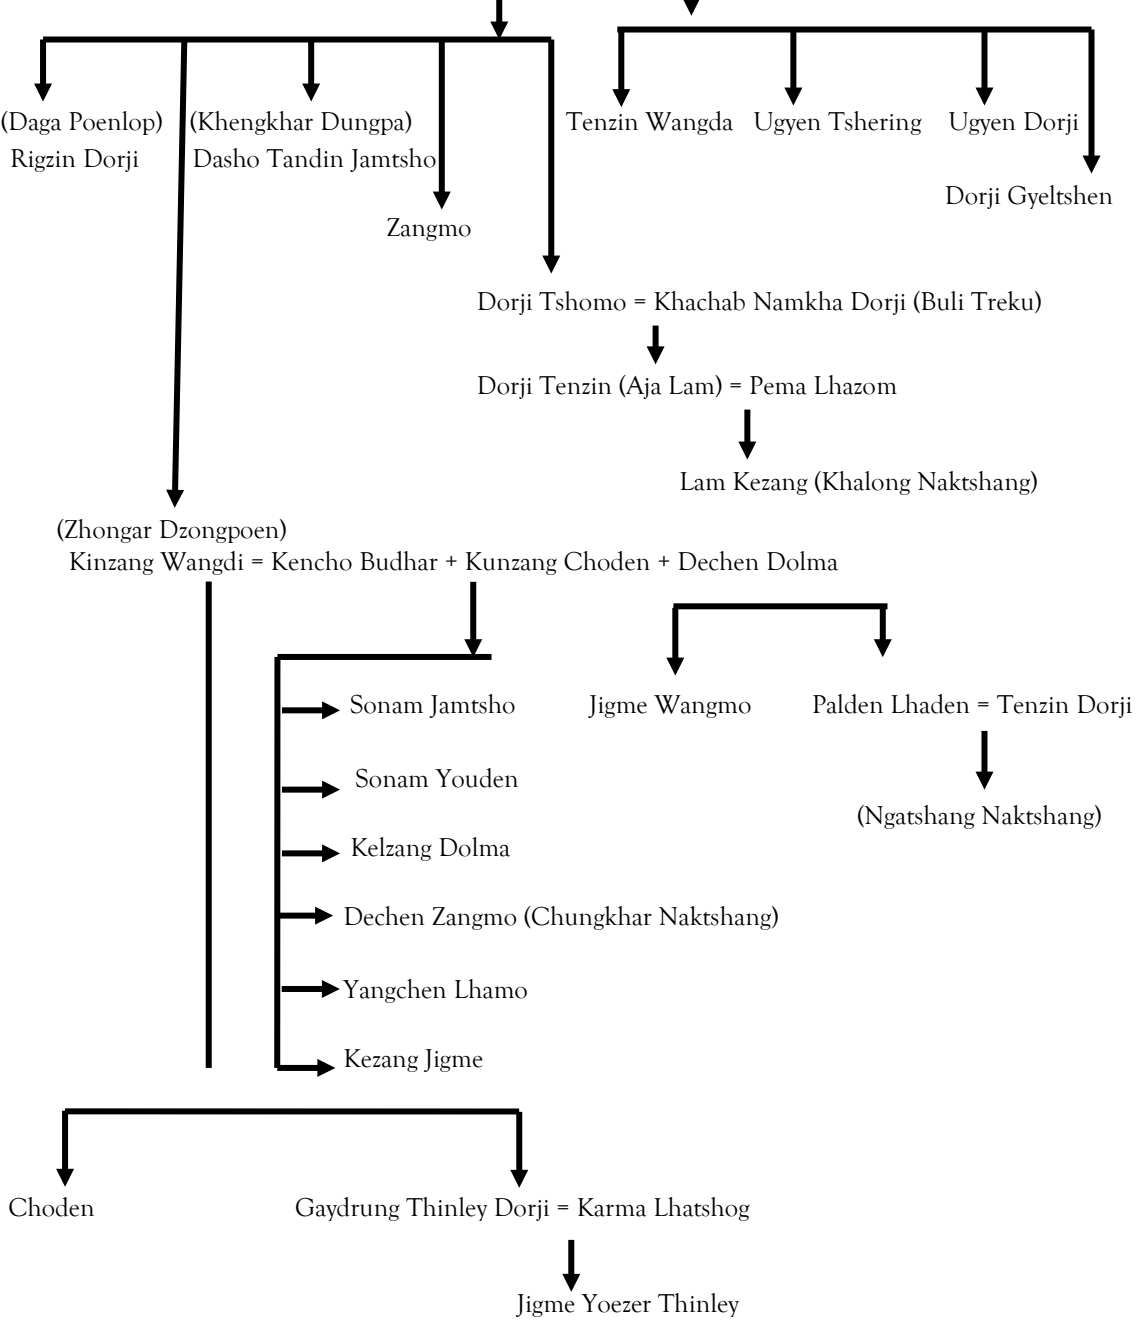 (Daga Poenlop)
Rigzin Dorji
(Khengkhar Dungpa)
Dasho Tandin Jamtsho
Zangmo
Tenzin Wangda
Ugyen Tshering
Ugyen Dorji
Dorji Gyeltshen
Dorji Tshomo = Khachab Namkha Dorji (Buli Treku)
Dorji Tenzin (Aja Lam) = Pema Lhazom
Lam Kezang (Khalong Naktshang)
(Zhongar Dzongpoen)
Kinzang Wangdi = Kencho Budhar + Kunzang Choden + Dechen Dolma
Sonam Jamtsho
Sonam Youden
Kelzang Dolma
Dechen Zangmo (Chungkhar Naktshang)
Yangchen Lhamo
Kezang Jigme
Jigme Wangmo
Palden Lhaden = Tenzin Dorji
(Ngatshang Naktshang)
Choden
Gaydrung Thinley Dorji = Karma Lhatshog
Jigme Yoezer Thinley